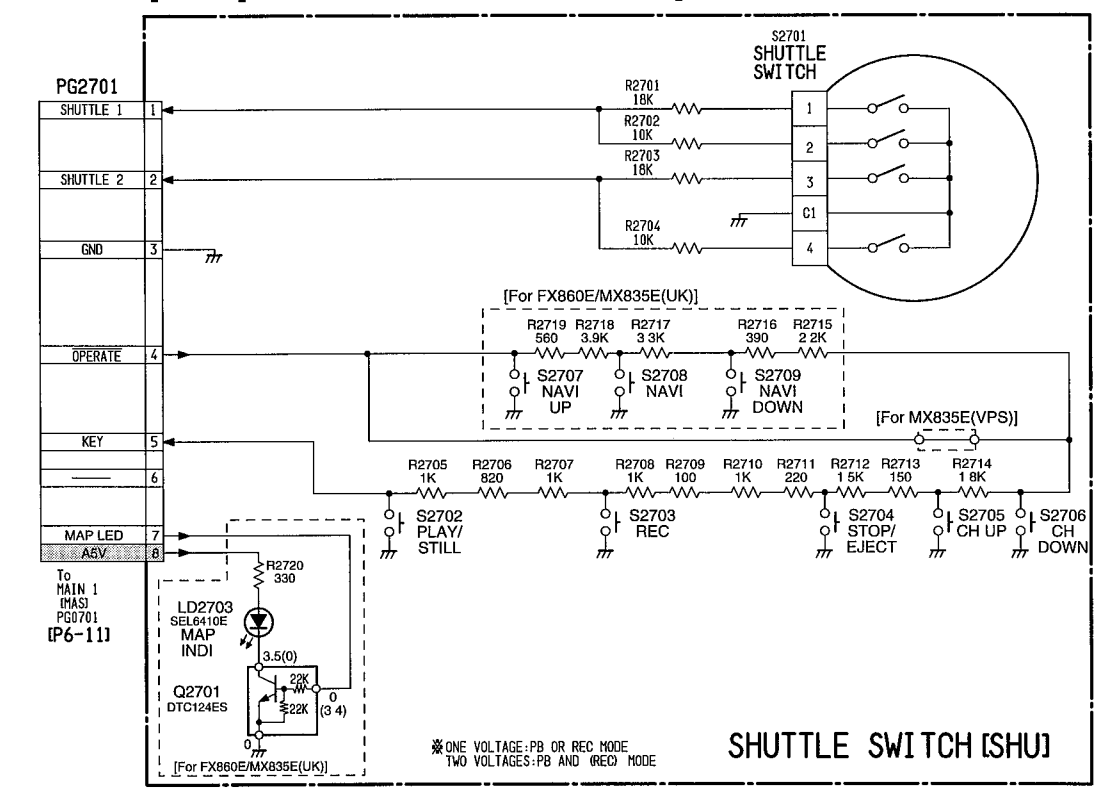 S2701
SHUTTLE
SWITCH
PG2701
SHUTTLE 1 1
R2701
18K
1
R2702
10K
2
R2703
18K
SHUTTLE 2 2
3
C1
R2704
10K
4
GND 3
[For FX860E/MX835E(UK)]
R2719 R2718 R2717 R2716 R2715
560 3.9K 3 3K 390 2 2K
OPERATE 4
S2707
NAVI
UP
S2708
NAVI
S2709
NAVI
DOWN
[For MX835E(VPS)]
KEY 5
6
R2705 R2706 R2707 R2708 R2709 R2710 R2711 R2712 R2713 R2714
1K 820 1K 1K 100 1K 220 1 5K 150 1 8K
S2702
PLAY/
STILL
S2703
REC
S2704
STOP/
EJECT
S2705
CH UP
S2706
CH
DOWN
MAP LED 7
A5V 8
To
MAIN 1
[MAS]
PG0701
[P6-11]
R2720
330
LD2703
SEL6410E
MAP
INDI
3.5(0)
Q2701
DTC124ES
22K
22K
0
(3 4)
0
[For FX860E/MX835E(UK)]
※ONE VOLTAGE:PB OR REC MODE
TWO VOLTAGES:PB AND (REC) MODE
SHUTTLE SWITCH [SHU]